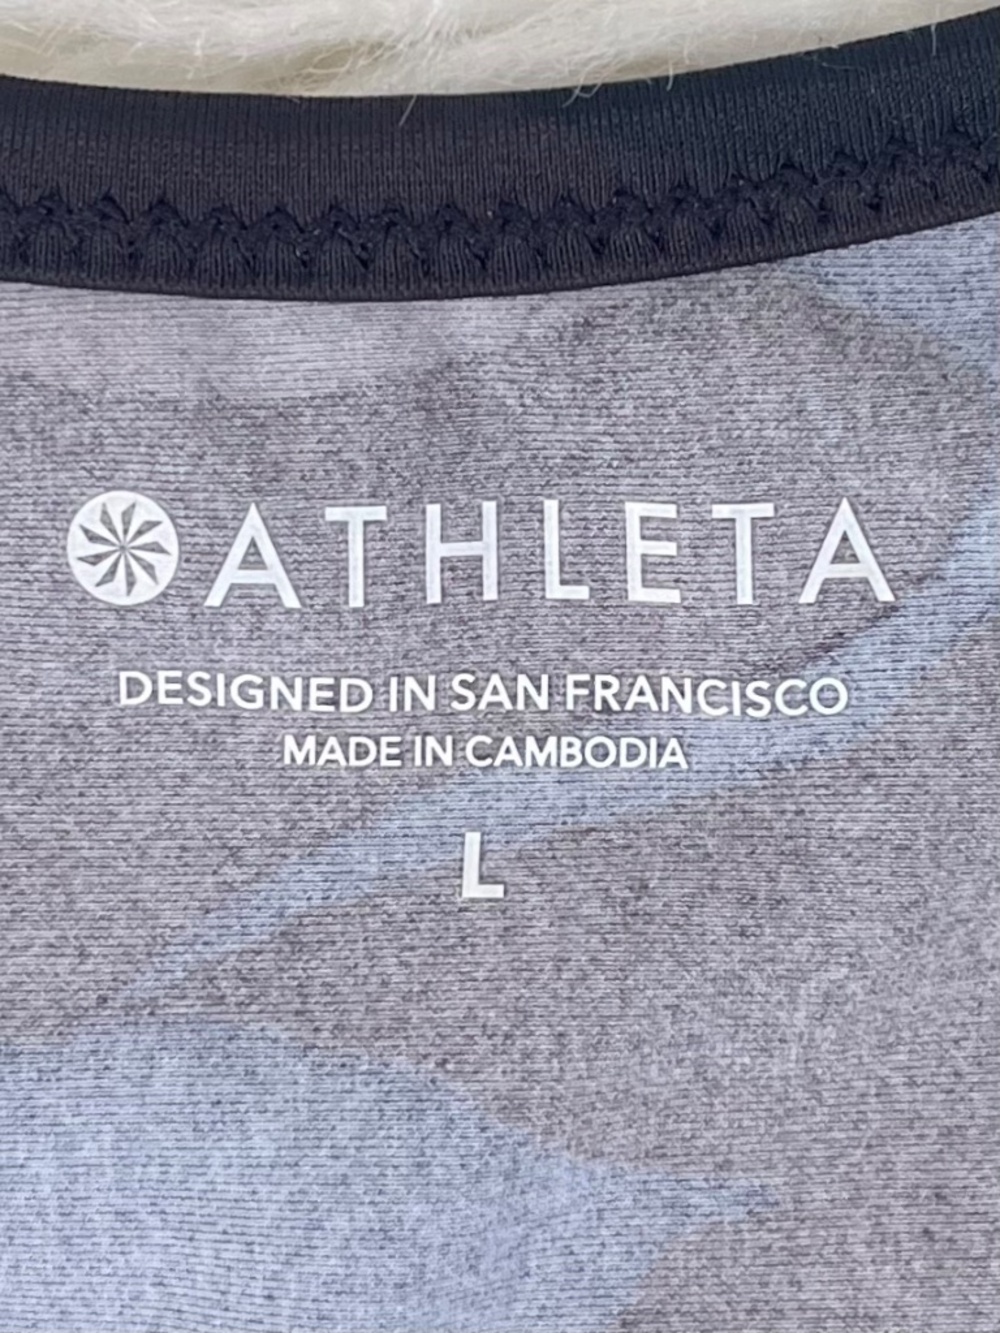 ATHLETA
DESIGNED IN SAN FRANCISCO
MADE IN CAMBODIA
L